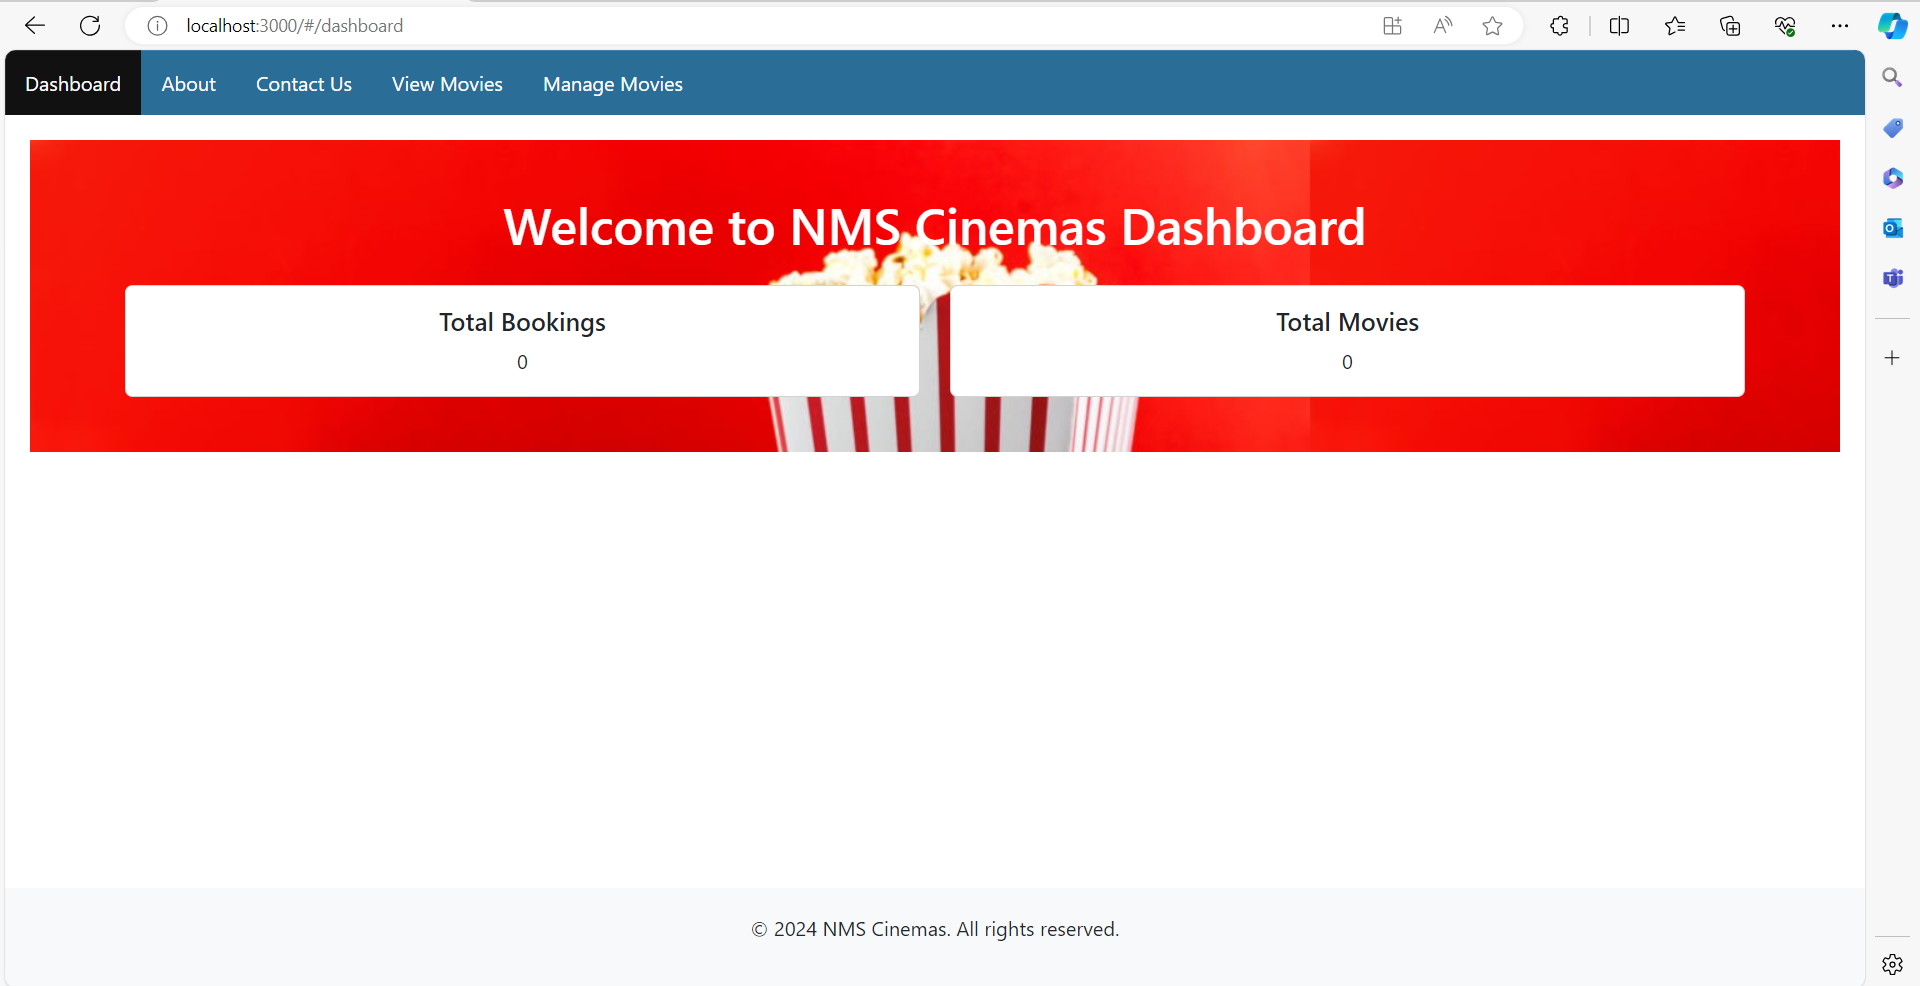 localhost:3000/#/dashboard
Dashboard About Contact Us View Movies Manage Movies
Welcome to NMS Cinemas Dashboard
Total Bookings
0
Total Movies
0
© 2024 NMS Cinemas. All rights reserved.